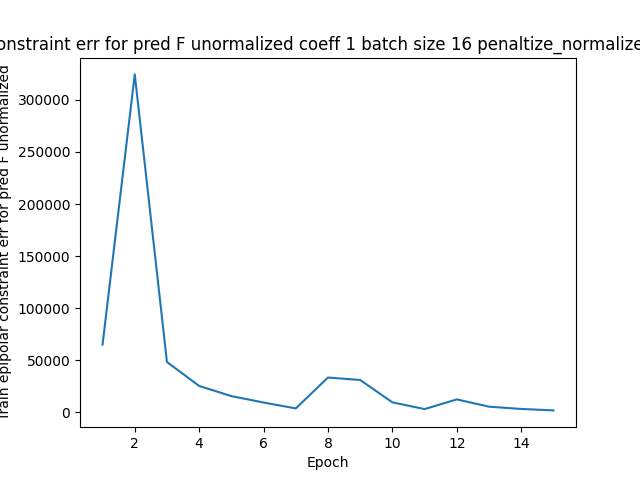 onstraint err for pred F unormalized coeff 1 batch size 16 penaltize_normalize
Train epipolar constraint err for pred F unormalized
300000
250000
200000
150000
100000
50000
0
2 4 6 8 10 12 14
Epoch